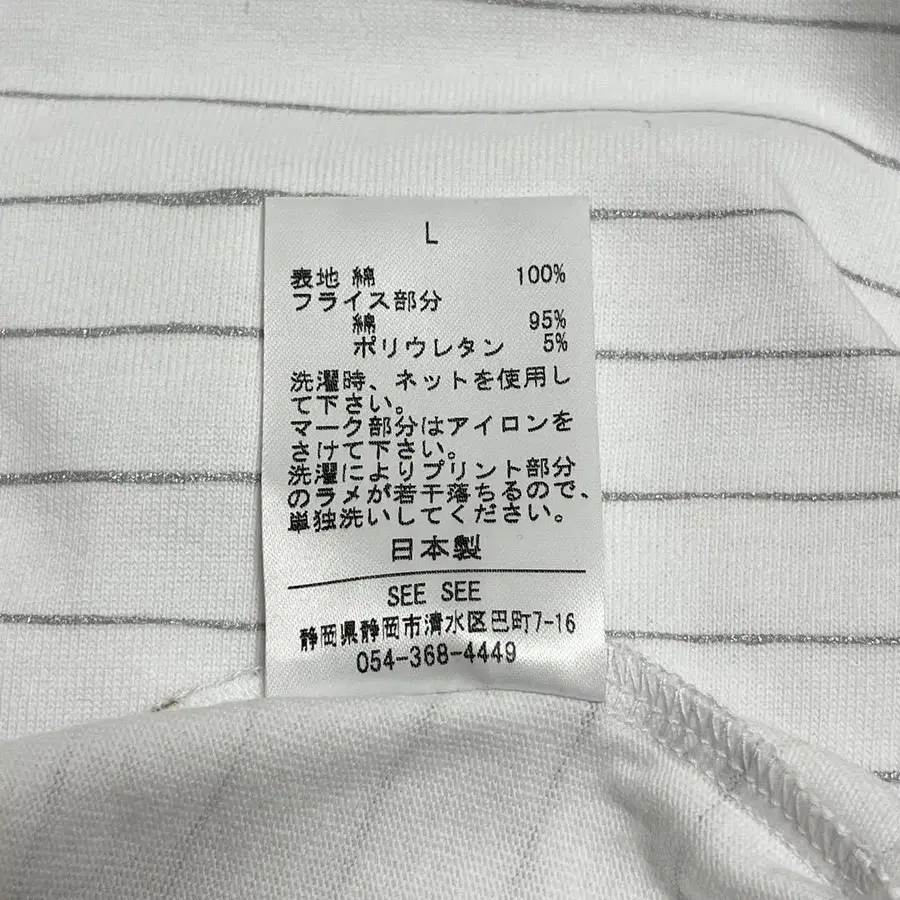 L
表地 綿 100%
フライス部分
綿 95%
ポリウレタン 5%
洗濯時、ネットを使用し
て下さい。
マーク部分はアイロンを
さけて下さい。
洗濯によりプリント部分
のラメが若干落ちるので、
単独洗いしてください。
日本製
SEE SEE
静岡県静岡市清水区巴町7-16
054-368-4449